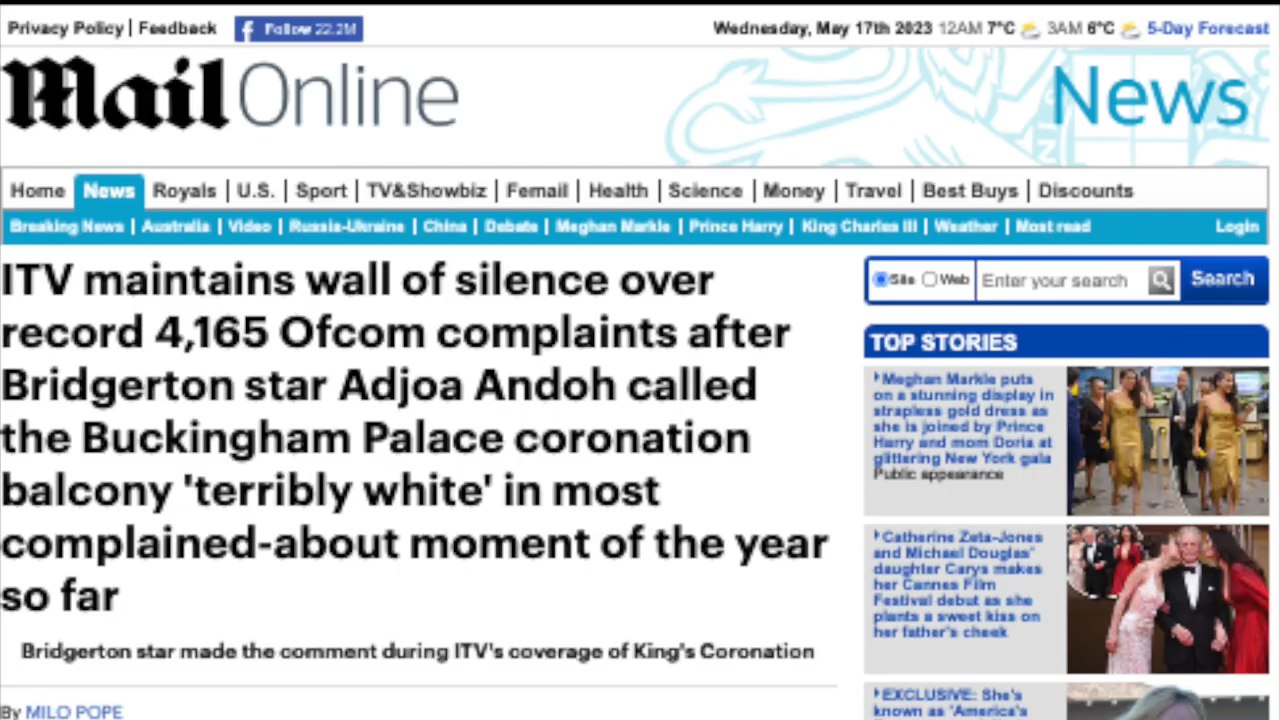 Privacy Policy | Feedback
Follow 22.2M
Wednesday, May 17th 2023 12AM 7°C 3AM 6°C 5-Day Forecast
Mail Online
News
Home News Royals U.S. Sport TV&Showbiz Femail Health Science Money Travel Best Buys Discounts
Breaking News Australia Video Russia-Ukraine China Debate Meghan Markle Prince Harry King Charles III Weather Most read Login
ITV maintains wall of silence over
record 4,165 Ofcom complaints after
Bridgerton star Adjoa Andoh called
the Buckingham Palace coronation
balcony 'terribly white' in most
complained-about moment of the year
so far
Bridgerton star made the comment during ITV's coverage of King's Coronation
By MILO POPE
Site Web Enter your search Search
TOP STORIES
Meghan Markle puts
on a stunning display in
strapless gold dress as
she is joined by Prince
Harry and mom Doria at
glittering New York gala
Public appearance
Catherine Zeta-Jones
and Michael Douglas'
daughter Carys makes
her Cannes Film
Festival debut as she
plants a sweet kiss on
her father's cheek
EXCLUSIVE: She's
known as 'America's